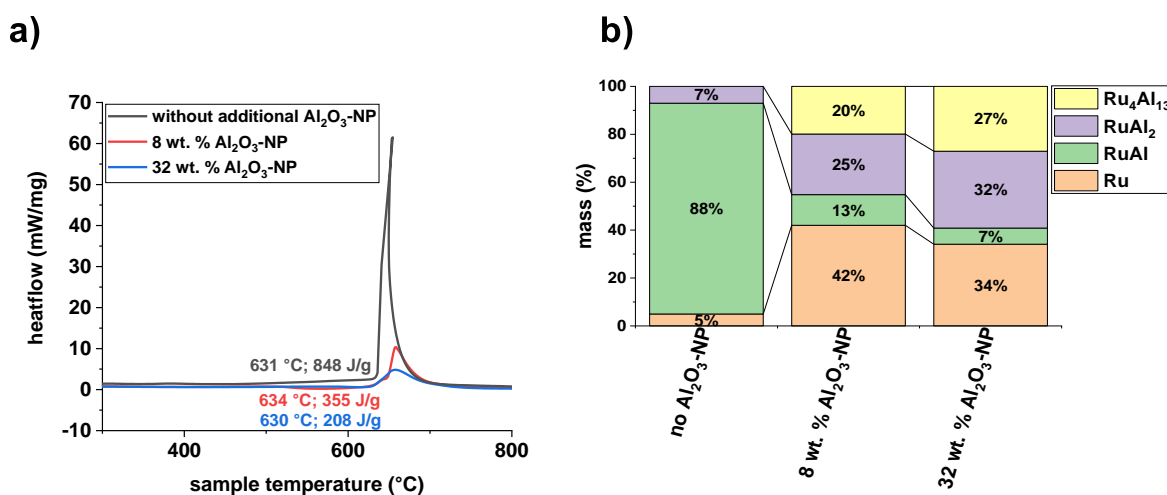 a)
heatflow (mW/mg)
70
60
50
40
30
20
10
0
-10
400
600
800
sample temperature (°C)
without additional Al₂O₃-NP
8 wt. % Al₂O₃-NP
32 wt. % Al₂O₃-NP
631 °C; 848 J/g
634 °C; 355 J/g
630 °C; 208 J/g
b)
mass (%)
100
80
60
40
20
0
7%
88%
5%
20%
25%
13%
42%
27%
32%
7%
34%
no Al₂O₃-NP
8 wt. % Al₂O₃-NP
32 wt. % Al₂O₃-NP
Ru₄Al₁₃
RuAl₂
RuAl
Ru